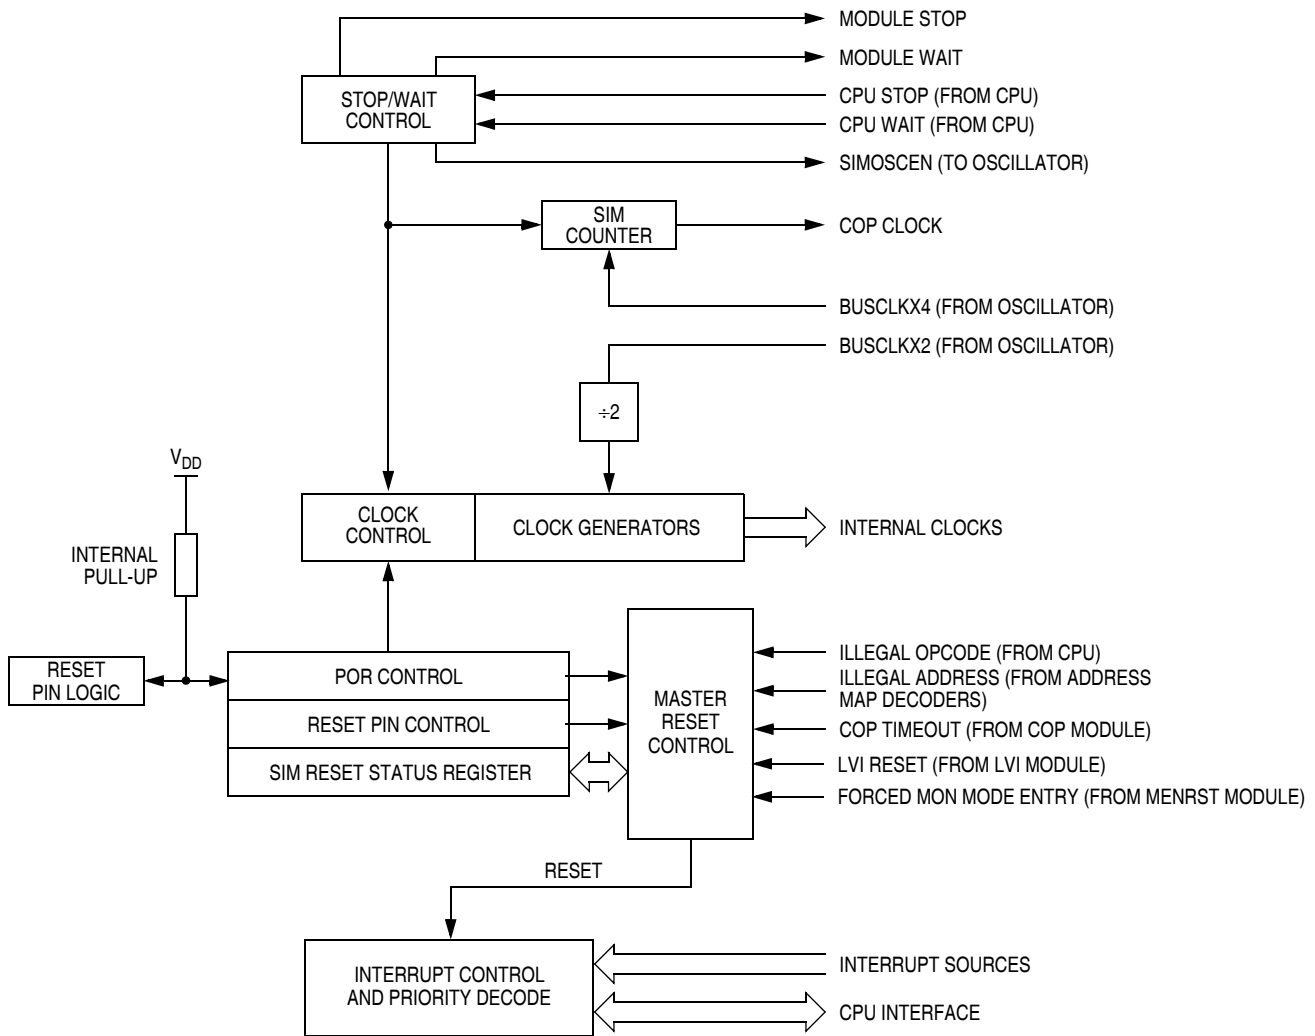 MODULE STOP
MODULE WAIT
STOP/WAIT
CONTROL
CPU STOP (FROM CPU)
CPU WAIT (FROM CPU)
SIMOSCEN (TO OSCILLATOR)
SIM
COUNTER
COP CLOCK
BUSCLKX4 (FROM OSCILLATOR)
BUSCLKX2 (FROM OSCILLATOR)
÷2
VDD
CLOCK
CONTROL
CLOCK GENERATORS
INTERNAL CLOCKS
INTERNAL
PULL-UP
RESET
PIN LOGIC
POR CONTROL
RESET PIN CONTROL
SIM RESET STATUS REGISTER
MASTER
RESET
CONTROL
ILLEGAL OPCODE (FROM CPU)
ILLEGAL ADDRESS (FROM ADDRESS
MAP DECODERS)
COP TIMEOUT (FROM COP MODULE)
LVI RESET (FROM LVI MODULE)
FORCED MON MODE ENTRY (FROM MENRST MODULE)
RESET
INTERRUPT CONTROL
AND PRIORITY DECODE
INTERRUPT SOURCES
CPU INTERFACE